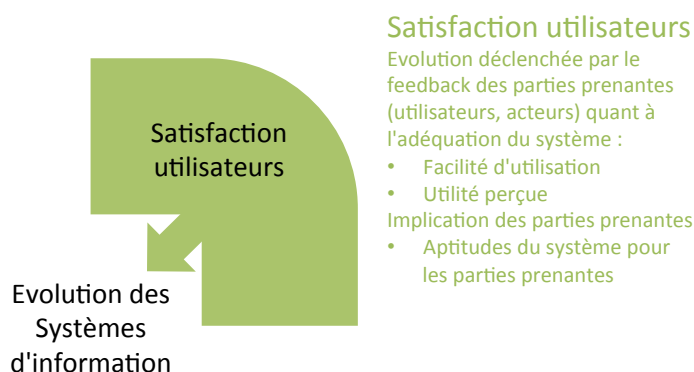 Satisfaction
utilisateurs
Evolution des
Systèmes
d'information
Satisfaction utilisateurs
Evolution déclenchée par le
feedback des parties prenantes
(utilisateurs, acteurs) quant à
l'adéquation du système :
• Facilité d'utilisation
• Utilité perçue
Implication des parties prenantes
• Aptitudes du système pour
les parties prenantes